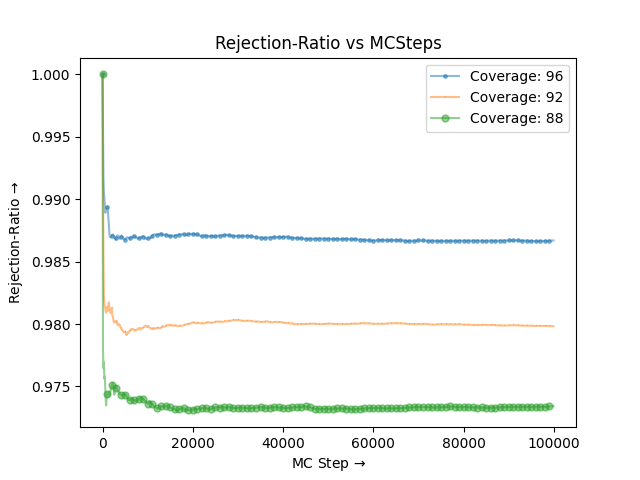 Rejection-Ratio vs MCSteps
Coverage: 96
Coverage: 92
Coverage: 88
Rejection-Ratio →
1.000
0.995
0.990
0.985
0.980
0.975
0
20000
40000
60000
80000
100000
MC Step →